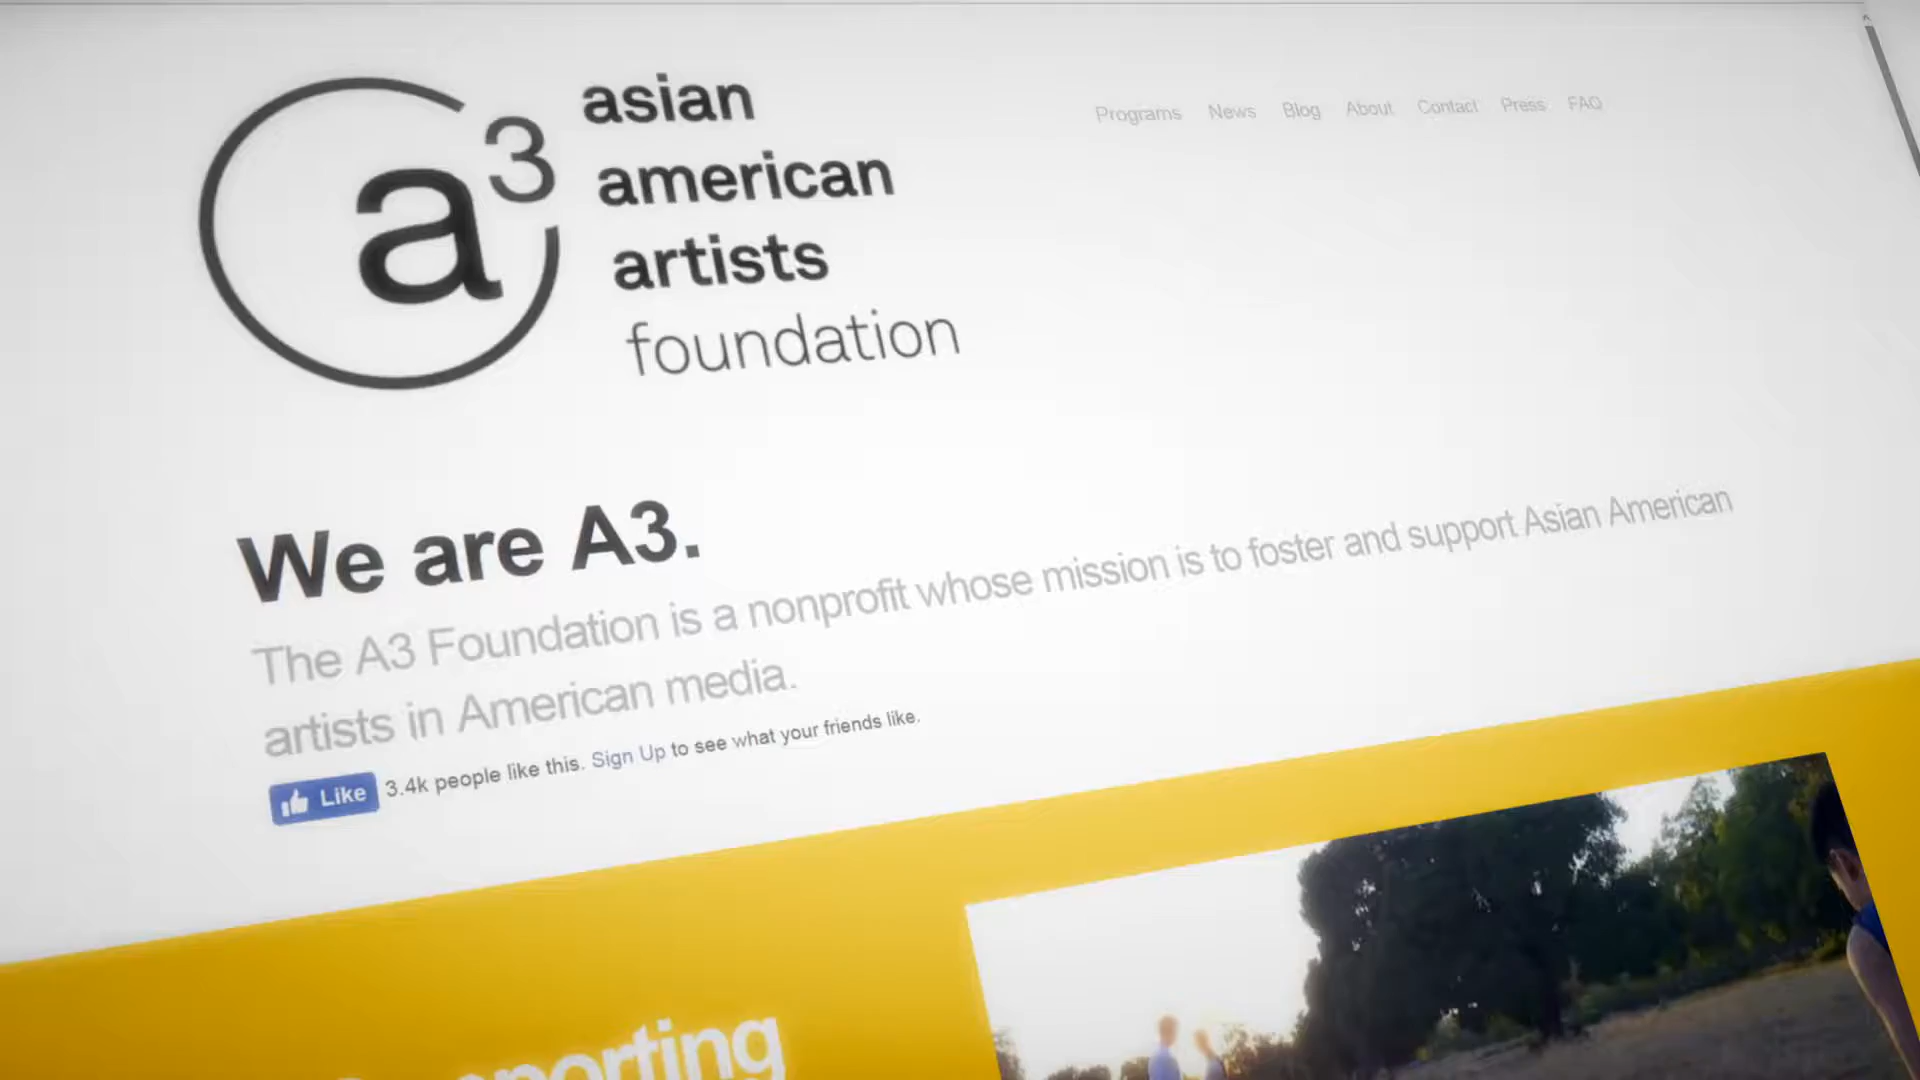 a3
asian
american
artists
foundation
Programs News Blog About Contact Press FAQ
We are A3.
The A3 Foundation is a nonprofit whose mission is to foster and support Asian American
artists in American media.
Like 3.4k people like this. Sign Up to see what your friends like.